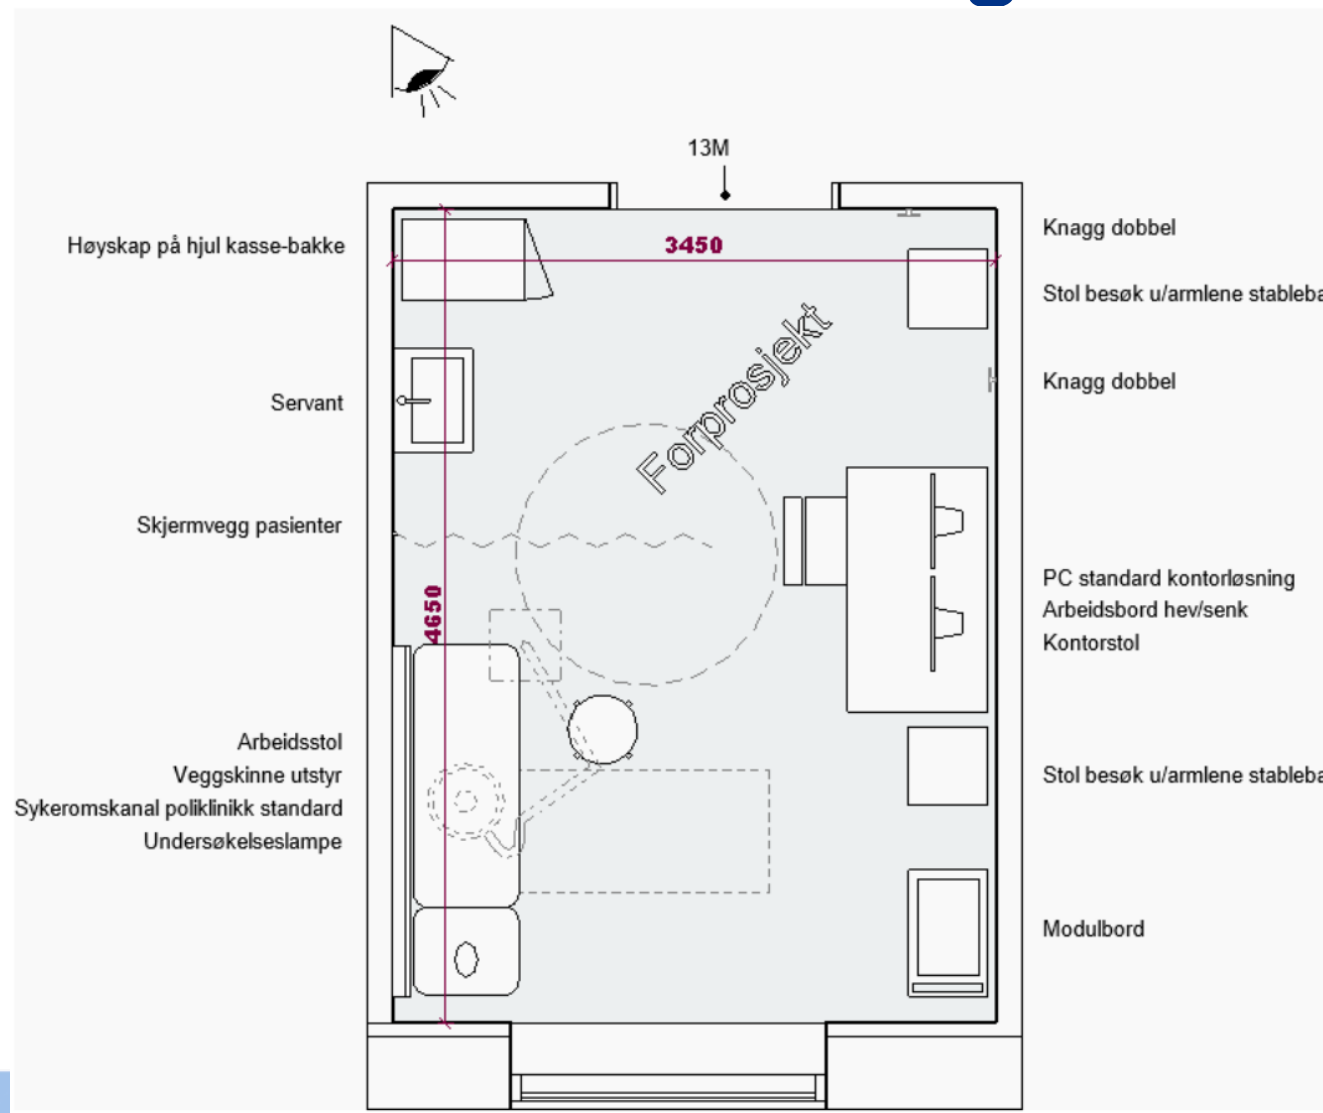 13M
Høyskap på hjul kasse-bakke
3450
Knagg dobbel
Stol besøk u/armlene stableba
Forprosjekt
Knagg dobbel
Servant
Skjermvegg pasienter
4650
PC standard kontorløsning
Arbeidsbord hev/senk
Kontorstol
Arbeidsstol
Veggskinne utstyr
Sykeromskanal poliklinikk standard
Undersøkelseslampe
Stol besøk u/armlene stableba
Modulbord